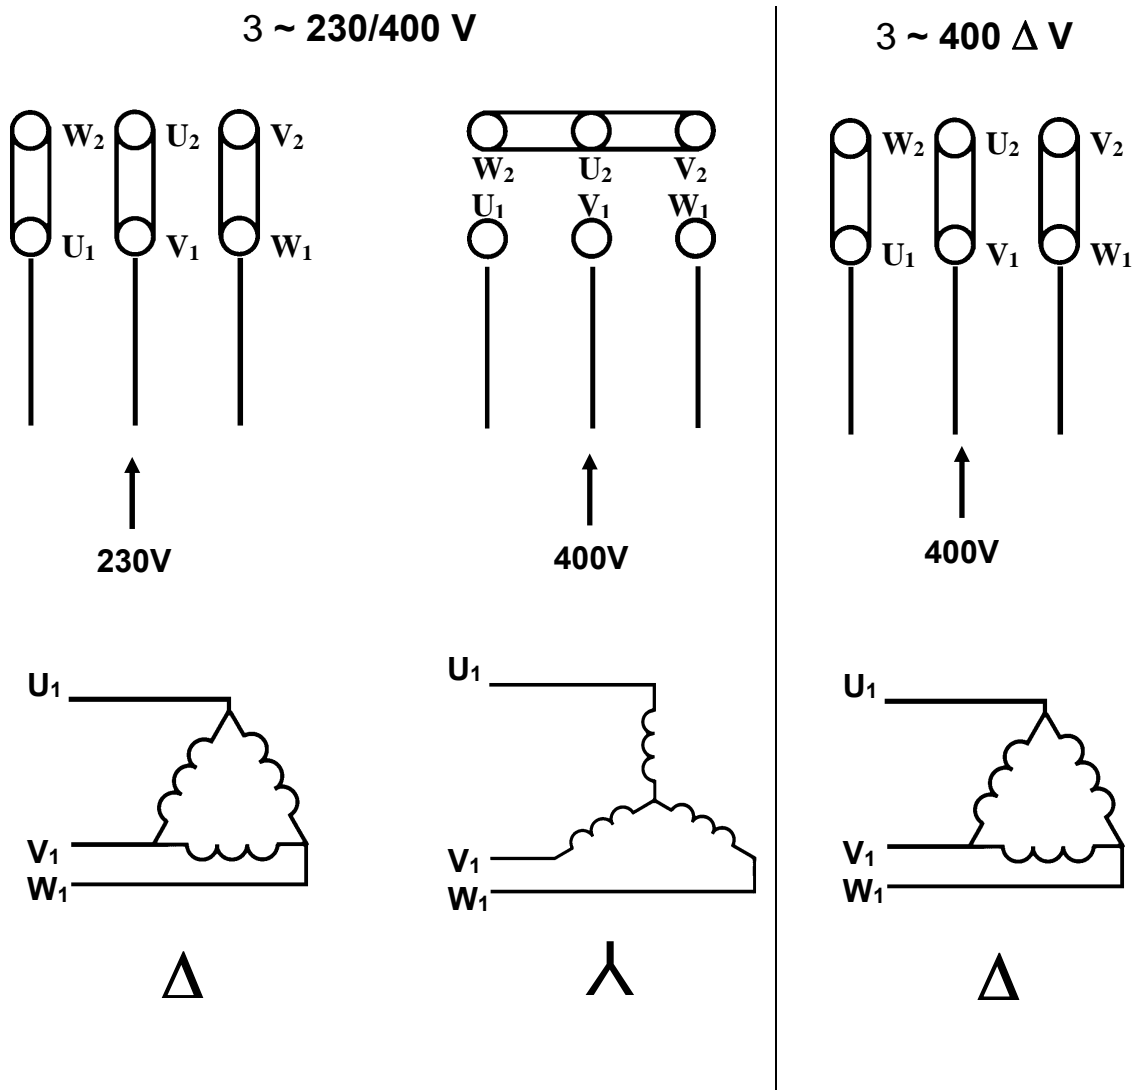 3 ~ 230/400 V
W₂ U₂ V₂
U₁ V₁ W₁
230V
U₁
V₁
W₁
Δ
W₂ U₂ V₂
U₁ V₁ W₁
400V
U₁
V₁
W₁
3 ~ 400 Δ V
W₂ U₂ V₂
U₁ V₁ W₁
400V
U₁
V₁
W₁
Δ